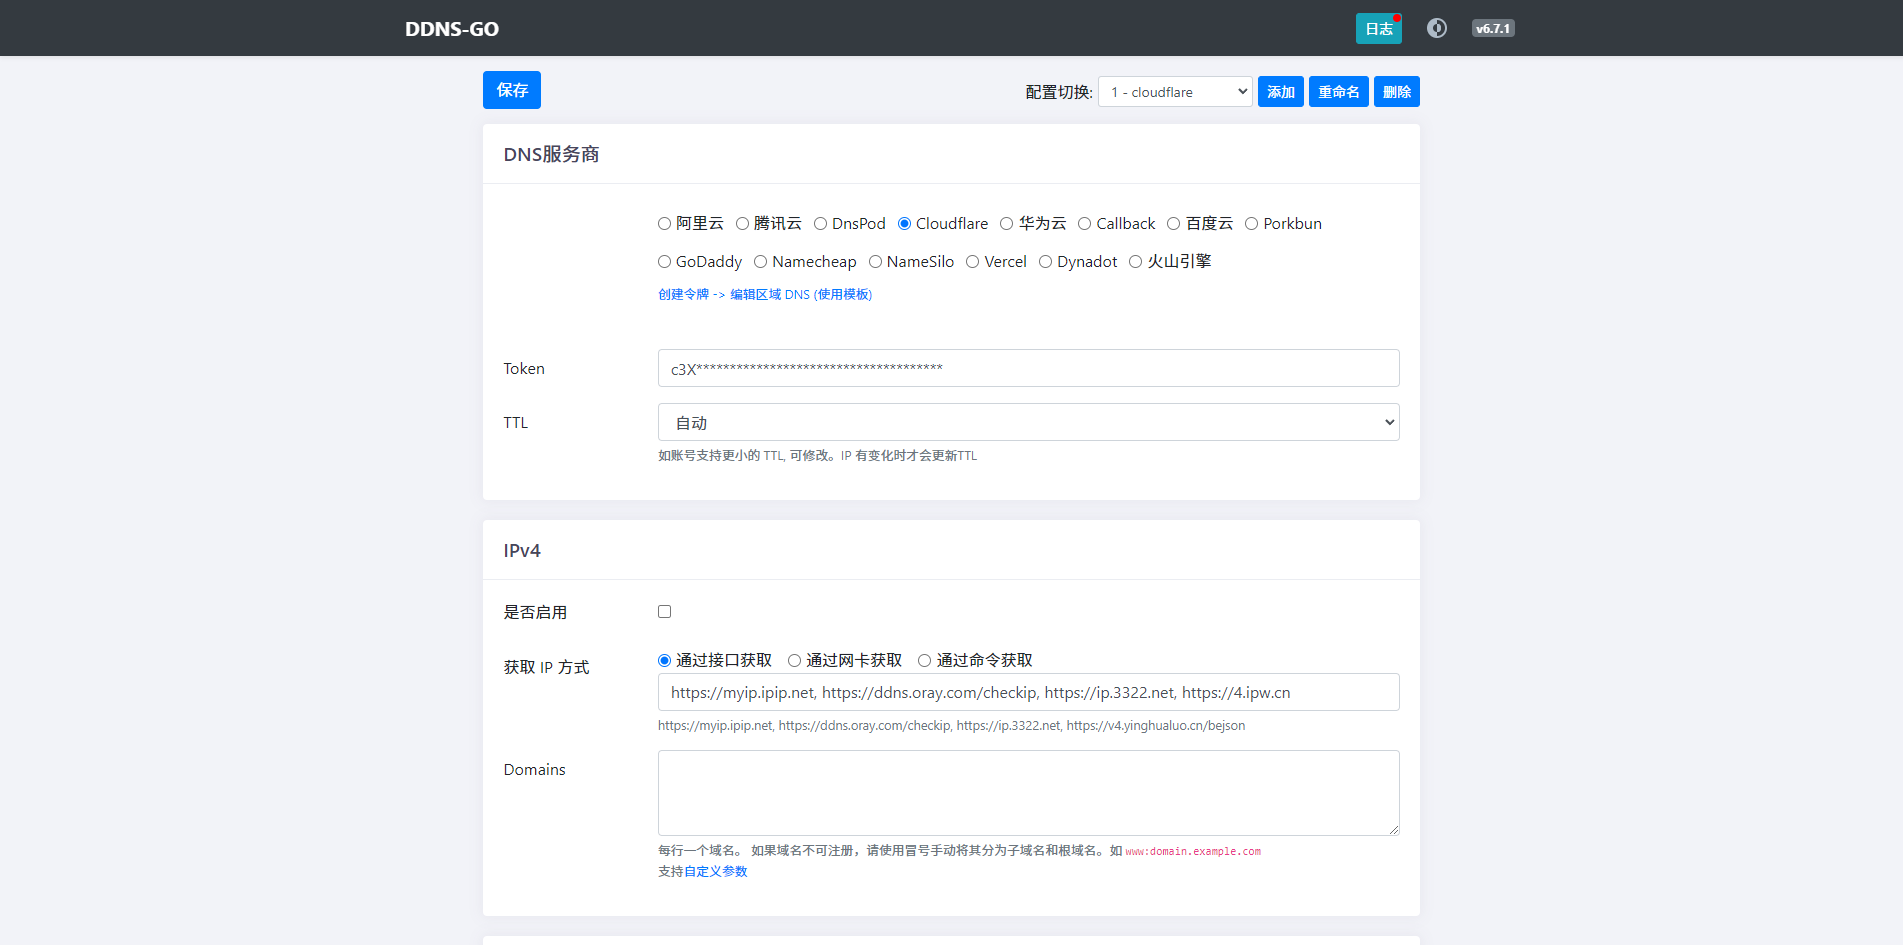 DDNS-GO 日志 v6.7.1
保存 配置切换: 1 - cloudflare 添加 重命名 删除
DNS服务商
阿里云 腾讯云 DnsPod Cloudflare 华为云 Callback 百度云 Porkbun
GoDaddy Namecheap NameSilo Vercel Dynadot 火山引擎
创建令牌 -> 编辑区域 DNS (使用模板)
Token c3X*************************************
TTL 自动
如账号支持更小的 TTL, 可修改。IP 有变化时才会更新TTL
IPv4
是否启用
获取 IP 方式 通过接口获取 通过网卡获取 通过命令获取
https://myip.ipip.net, https://ddns.oray.com/checkip, https://ip.3322.net, https://4.ipw.cn
https://myip.ipip.net, https://ddns.oray.com/checkip, https://ip.3322.net, https://v4.yinghualuo.cn/bejson
Domains
每行一个域名。 如果域名不可注册，请使用冒号手动将其分为子域名和根域名。如 www:domain.example.com
支持自定义参数